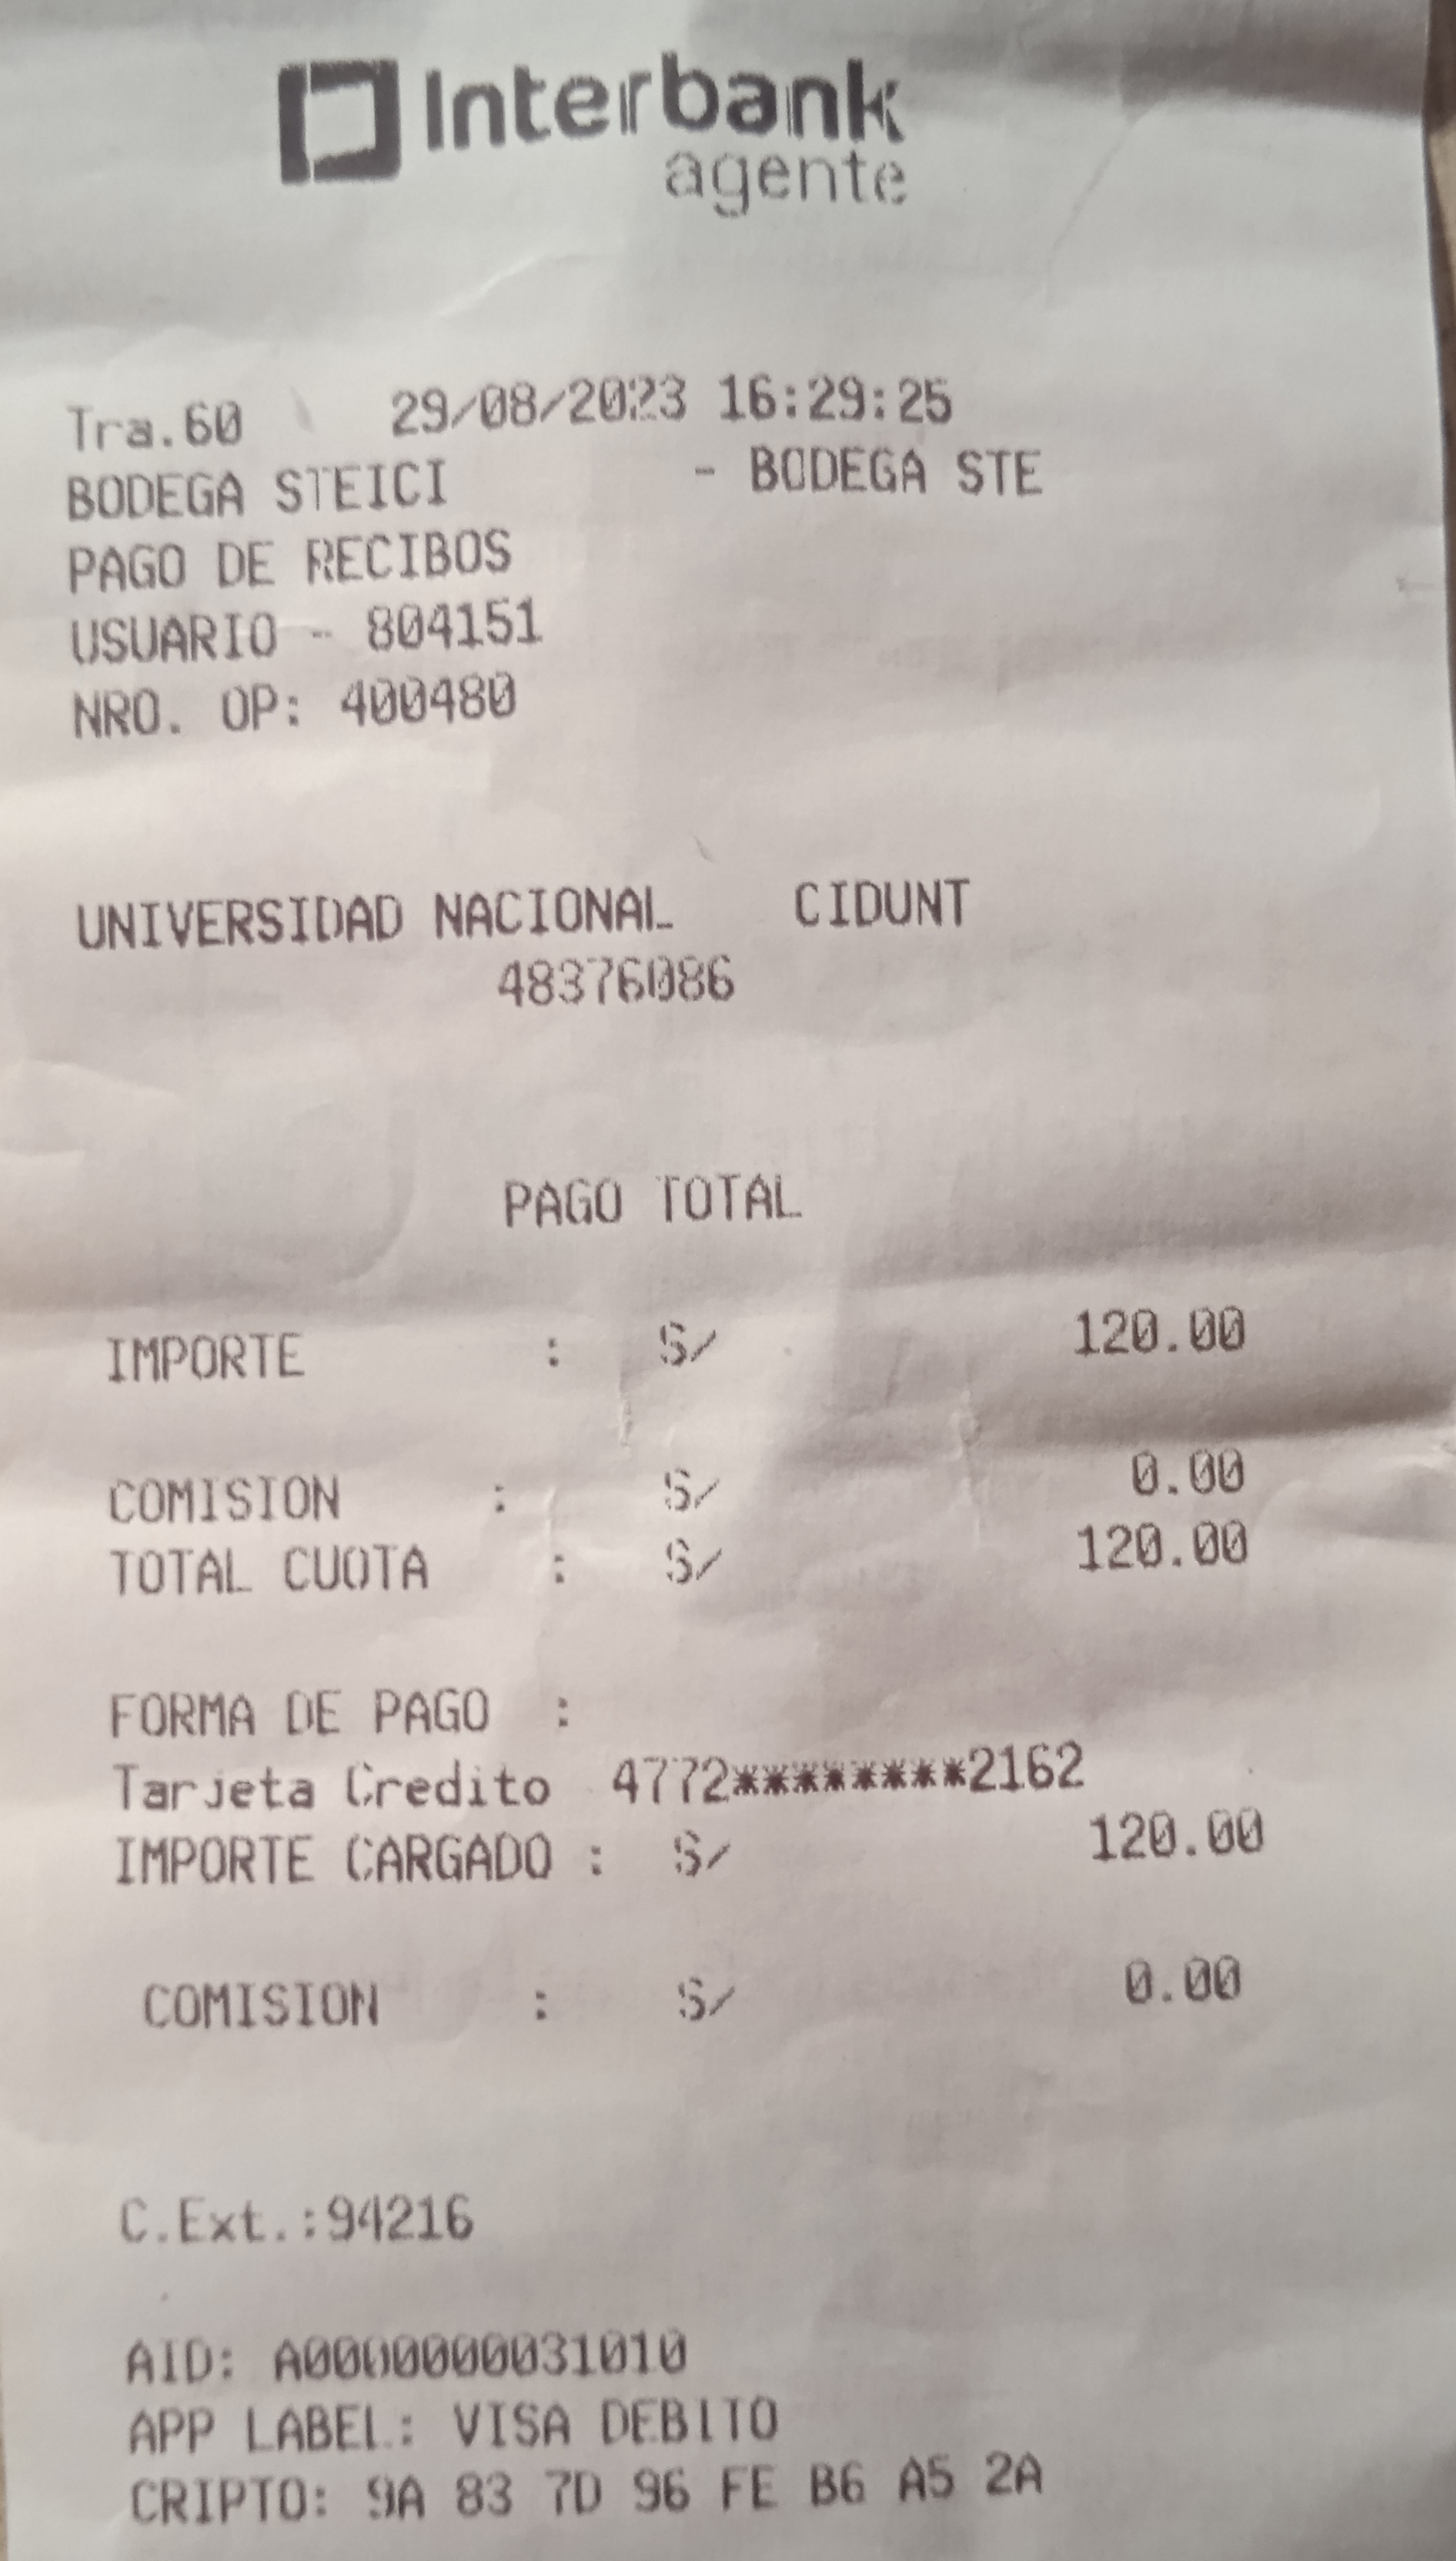 Interbank
agente
Tra.60 29/08/2023 16:29:25
BODEGA STEICI - BODEGA STE
PAGO DE RECIBOS
USUARIO - 804151
NRO. OP: 400480
UNIVERSIDAD NACIONAL CIDUNT
48376086
PAGO TOTAL
IMPORTE : S/ 120.00
COMISION : S/ 0.00
TOTAL CUOTA : S/ 120.00
FORMA DE PAGO :
Tarjeta Credito 4772********2162
IMPORTE CARGADO : S/ 120.00
COMISION : S/ 0.00
C.Ext.:94216
AID: A0000000031010
APP LABEL: VISA DEBITO
CRIPTO: 9A 83 7D 96 FE B6 A5 2A